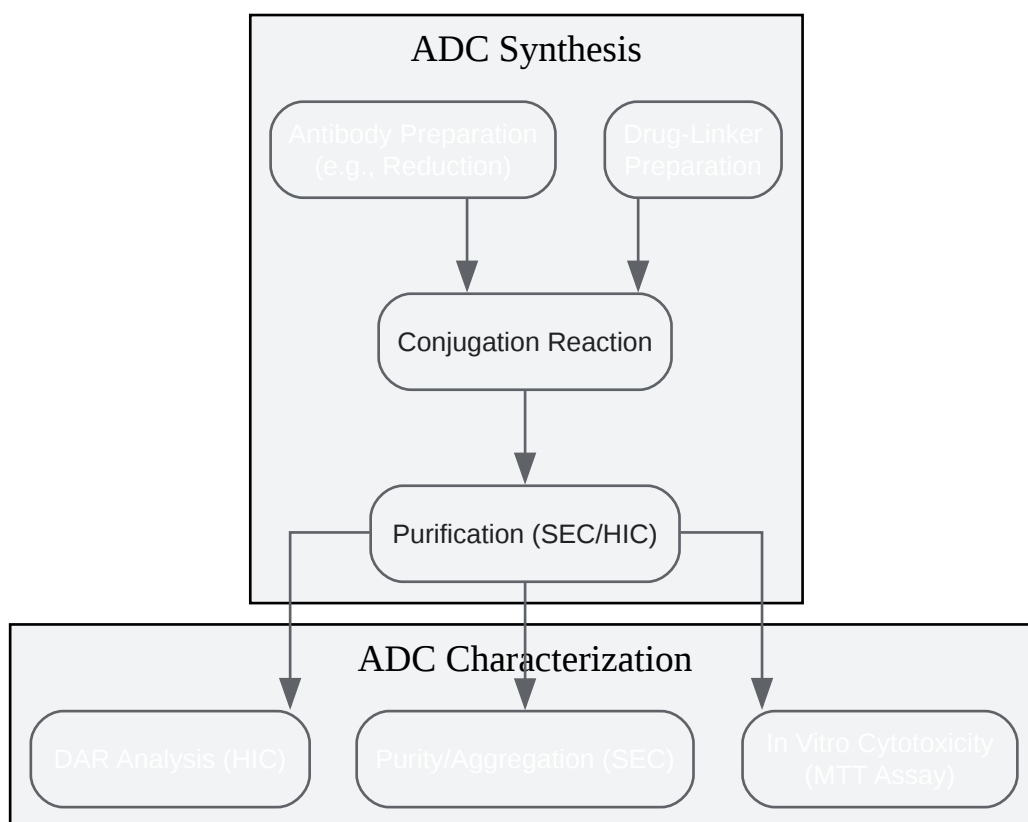 ADC Synthesis
Antibody Preparation
(e.g., Reduction)
Drug-Linker
Preparation
Conjugation Reaction
Purification (SEC/HIC)
ADC Characterization
DAR Analysis (HIC)
Purity/Aggregation (SEC)
In Vitro Cytotoxicity
(MTT Assay)